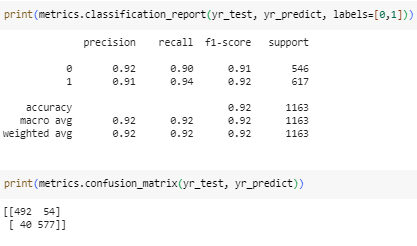 print(metrics.classification_report(yr_test, yr_predict, labels=[0,1]))
precision recall f1-score support
0 0.92 0.90 0.91 546
1 0.91 0.94 0.92 617
accuracy 0.92 1163
macro avg 0.92 0.92 0.92 1163
weighted avg 0.92 0.92 0.92 1163
print(metrics.confusion_matrix(yr_test, yr_predict))
[[492 54]
[ 40 577]]